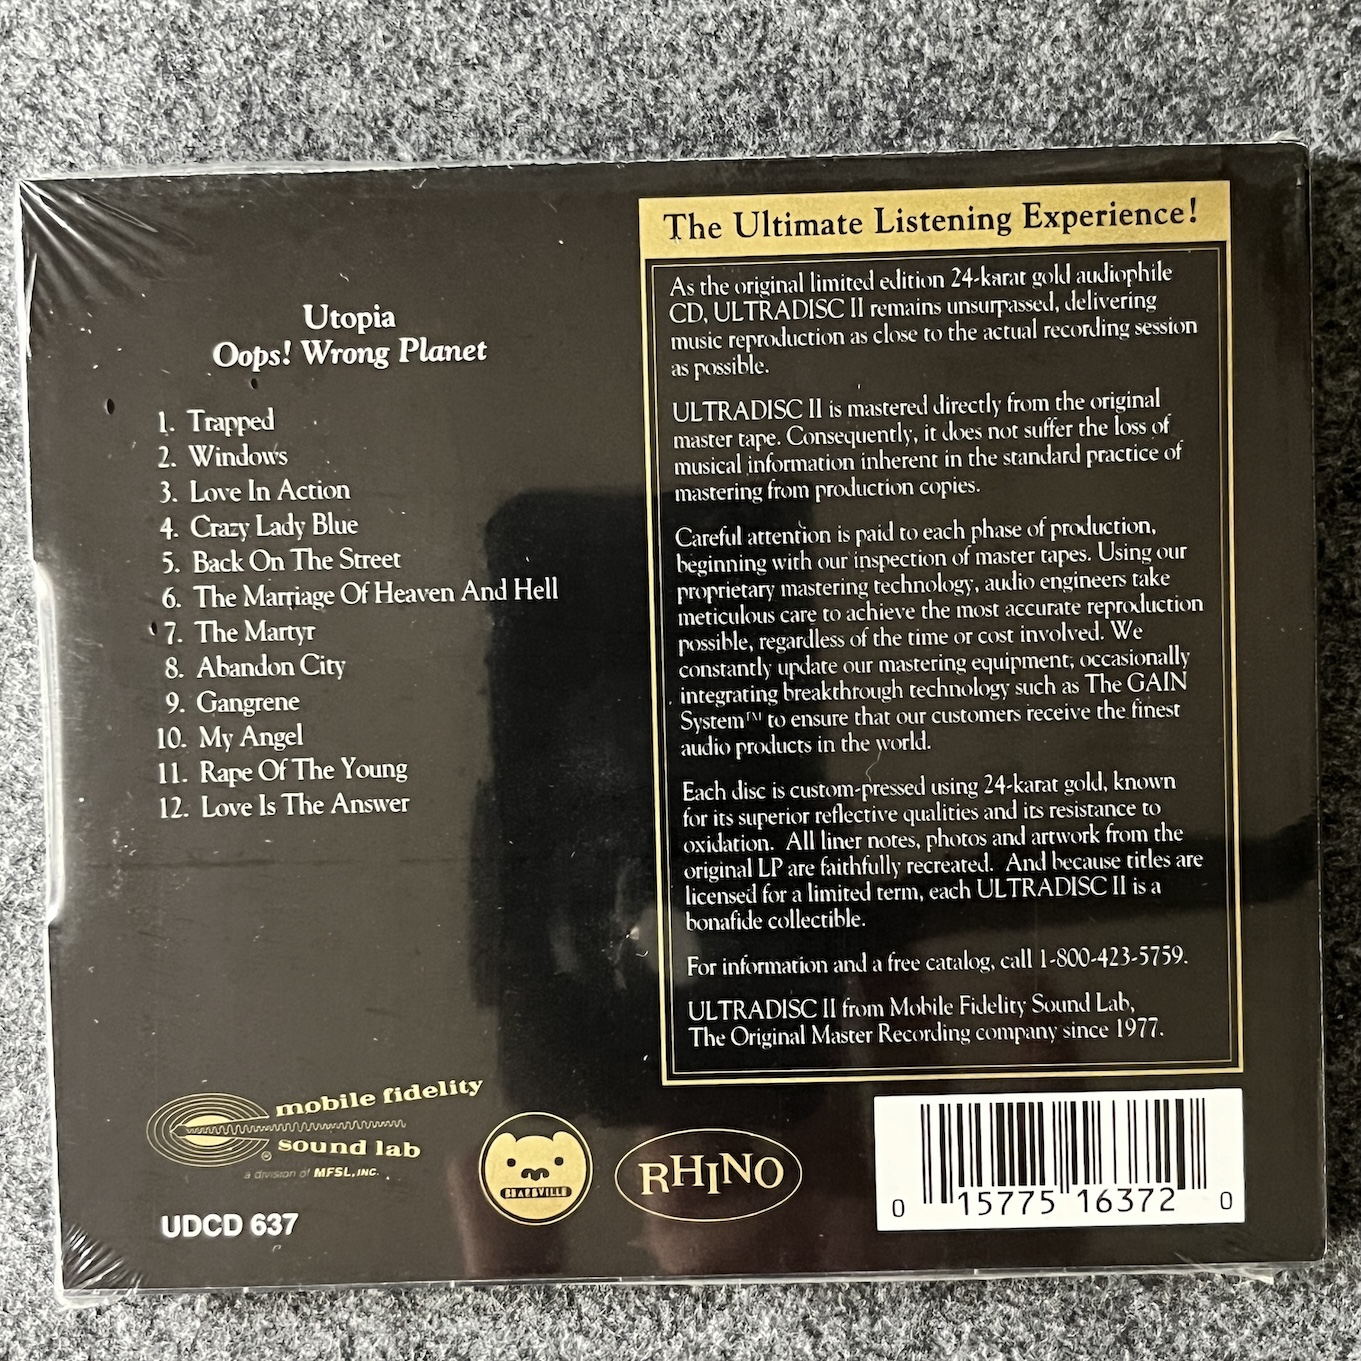 Utopia
Oops! Wrong Planet
1. Trapped
2. Windows
3. Love In Action
4. Crazy Lady Blue
5. Back On The Street
6. The Marriage Of Heaven And Hell
7. The Martyr
8. Abandon City
9. Gangrene
10. My Angel
11. Rape Of The Young
12. Love Is The Answer
The Ultimate Listening Experience!
As the original limited edition 24-karat gold audiophile
CD, ULTRADISC II remains unsurpassed, delivering
music reproduction as close to the actual recording session
as possible.
ULTRADISC II is mastered directly from the original
master tape. Consequently, it does not suffer the loss of
musical information inherent in the standard practice of
mastering from production copies.
Careful attention is paid to each phase of production,
beginning with our inspection of master tapes. Using our
proprietary mastering technology, audio engineers take
meticulous care to achieve the most accurate reproduction
possible, regardless of the time or cost involved. We
constantly update our mastering equipment, occasionally
integrating breakthrough technology such as The GAIN
System™ to ensure that our customers receive the finest
audio products in the world.
Each disc is custom-pressed using 24-karat gold, known
for its superior reflective qualities and its resistance to
oxidation. All liner notes, photos and artwork from the
original LP are faithfully recreated. And because titles are
licensed for a limited term, each ULTRADISC II is a
bonafide collectible.
For information and a free catalog, call 1-800-423-5759.
ULTRADISC II from Mobile Fidelity Sound Lab,
The Original Master Recording company since 1977.
mobile fidelity
sound lab
®
a division of MFSL, INC.
UDCD 637
BEARSVILLE
RHINO
0 15775 16372 0